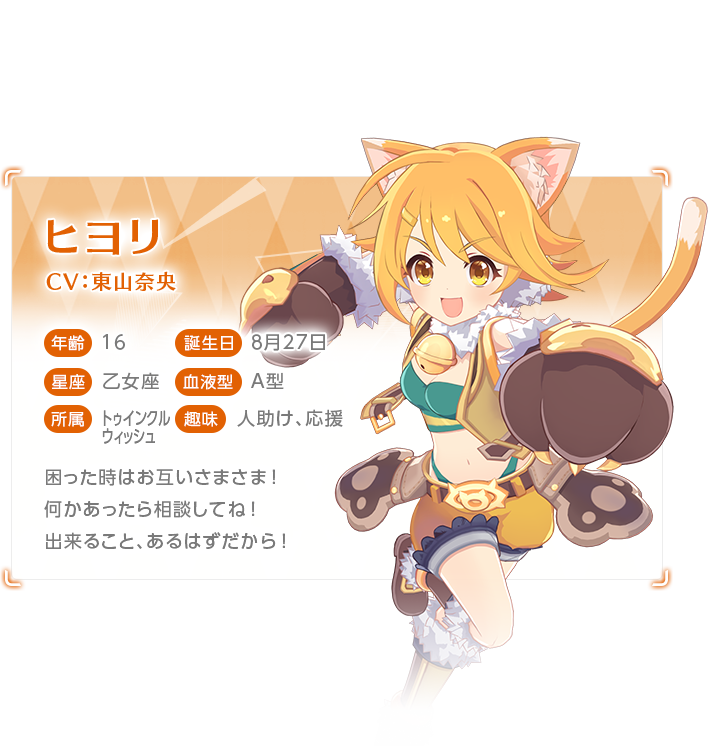 ヒヨリ
CV:東山奈央
年齢 16 誕生日 8月27日
星座 乙女座 血液型 A型
所属 トゥインクル 趣味 人助け、応援
ウィッシュ
困った時はお互いさまさま!
何かあったら相談してね!
出来ること、あるはずだから!